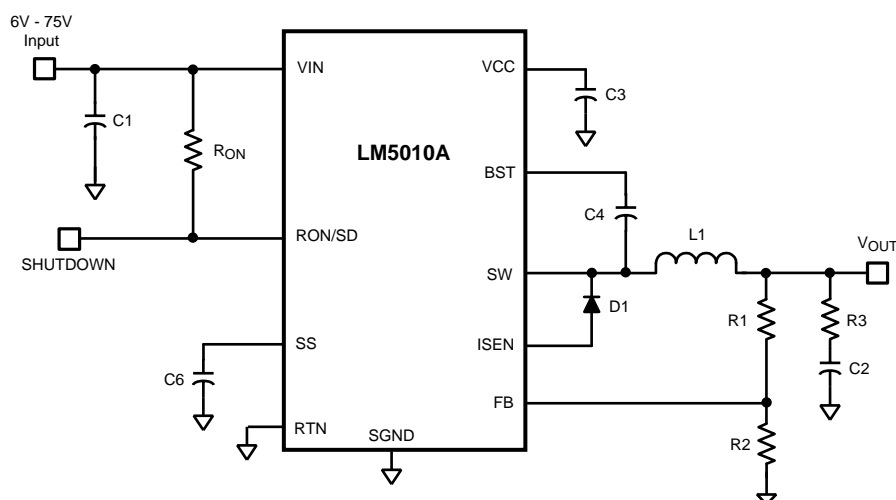 6V - 75V
Input
VIN
VCC
C3
C1
R_ON
LM5010A
BST
C4
L1
V_OUT
RON/SD
SHUTDOWN
SW
D1
R1
R3
ISEN
C2
SS
C6
FB
RTN
SGND
R2